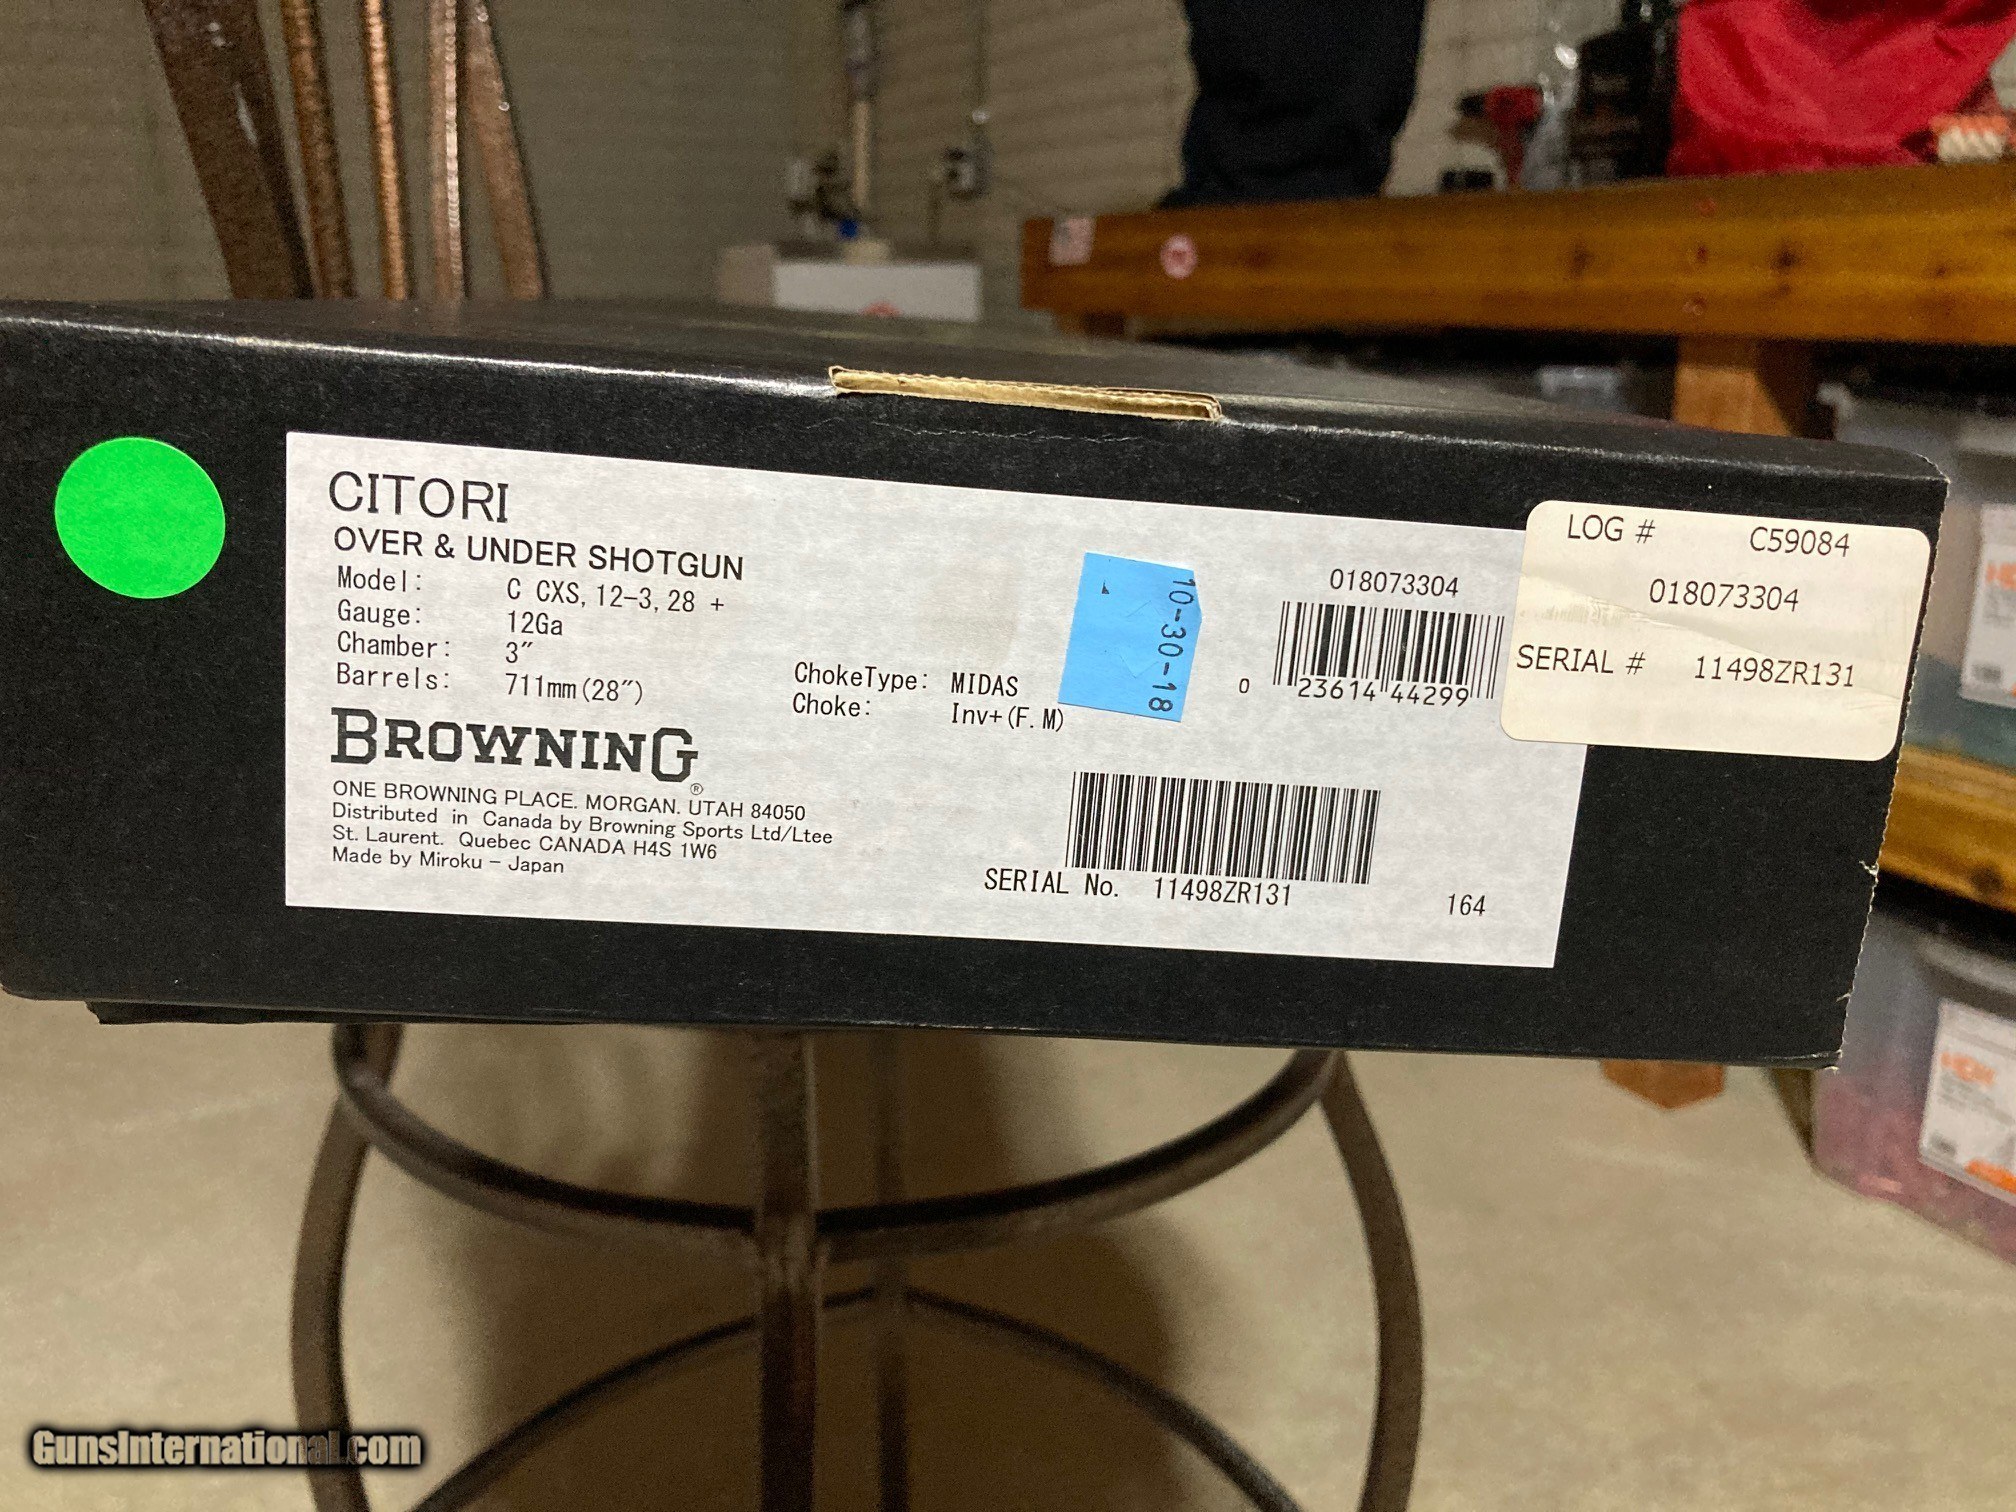 CITORI
OVER & UNDER SHOTGUN
Model: C CXS, 12-3, 28 +
Gauge: 12Ga
Chamber: 3″
Barrels: 711mm(28″)
ChokeType: MIDAS
Choke: Inv+(F.M)
BROWNING®
ONE BROWNING PLACE. MORGAN. UTAH 84050
Distributed in Canada by Browning Sports Ltd/Ltee
St. Laurent. Quebec CANADA H4S 1W6
Made by Miroku - Japan
10-30-18
018073304
0 23614 44299
SERIAL No. 11498ZR131
164
LOG # C59084
018073304
SERIAL # 11498ZR131
GunsInternational.com